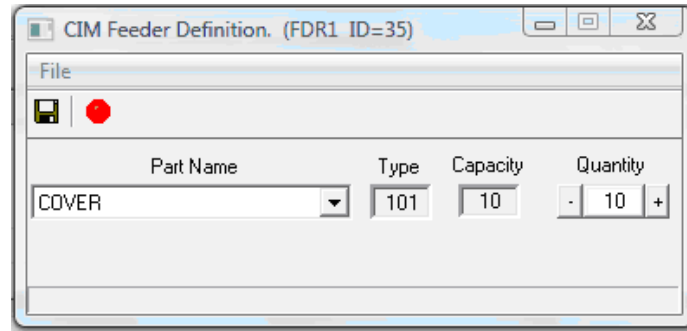 CIM Feeder Definition. (FDR1 ID=35)
File
Part Name Type Capacity Quantity
COVER 101 10 - 10 +